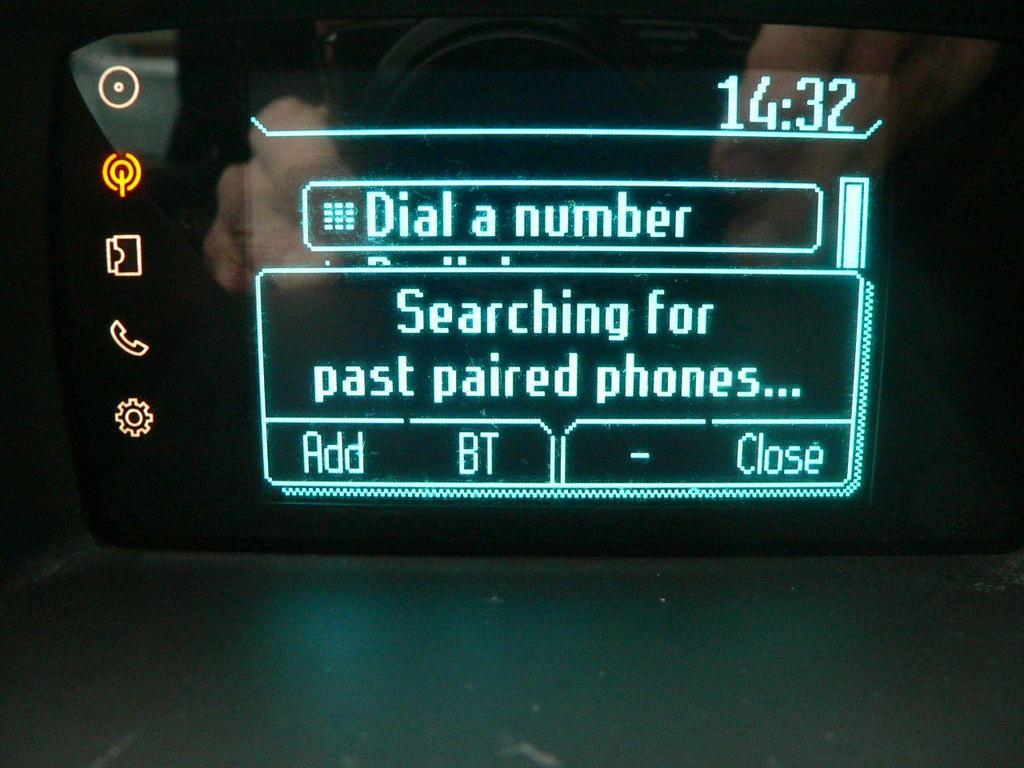 14:32
Dial a number
Searching for
past paired phones...
Add BT - Close